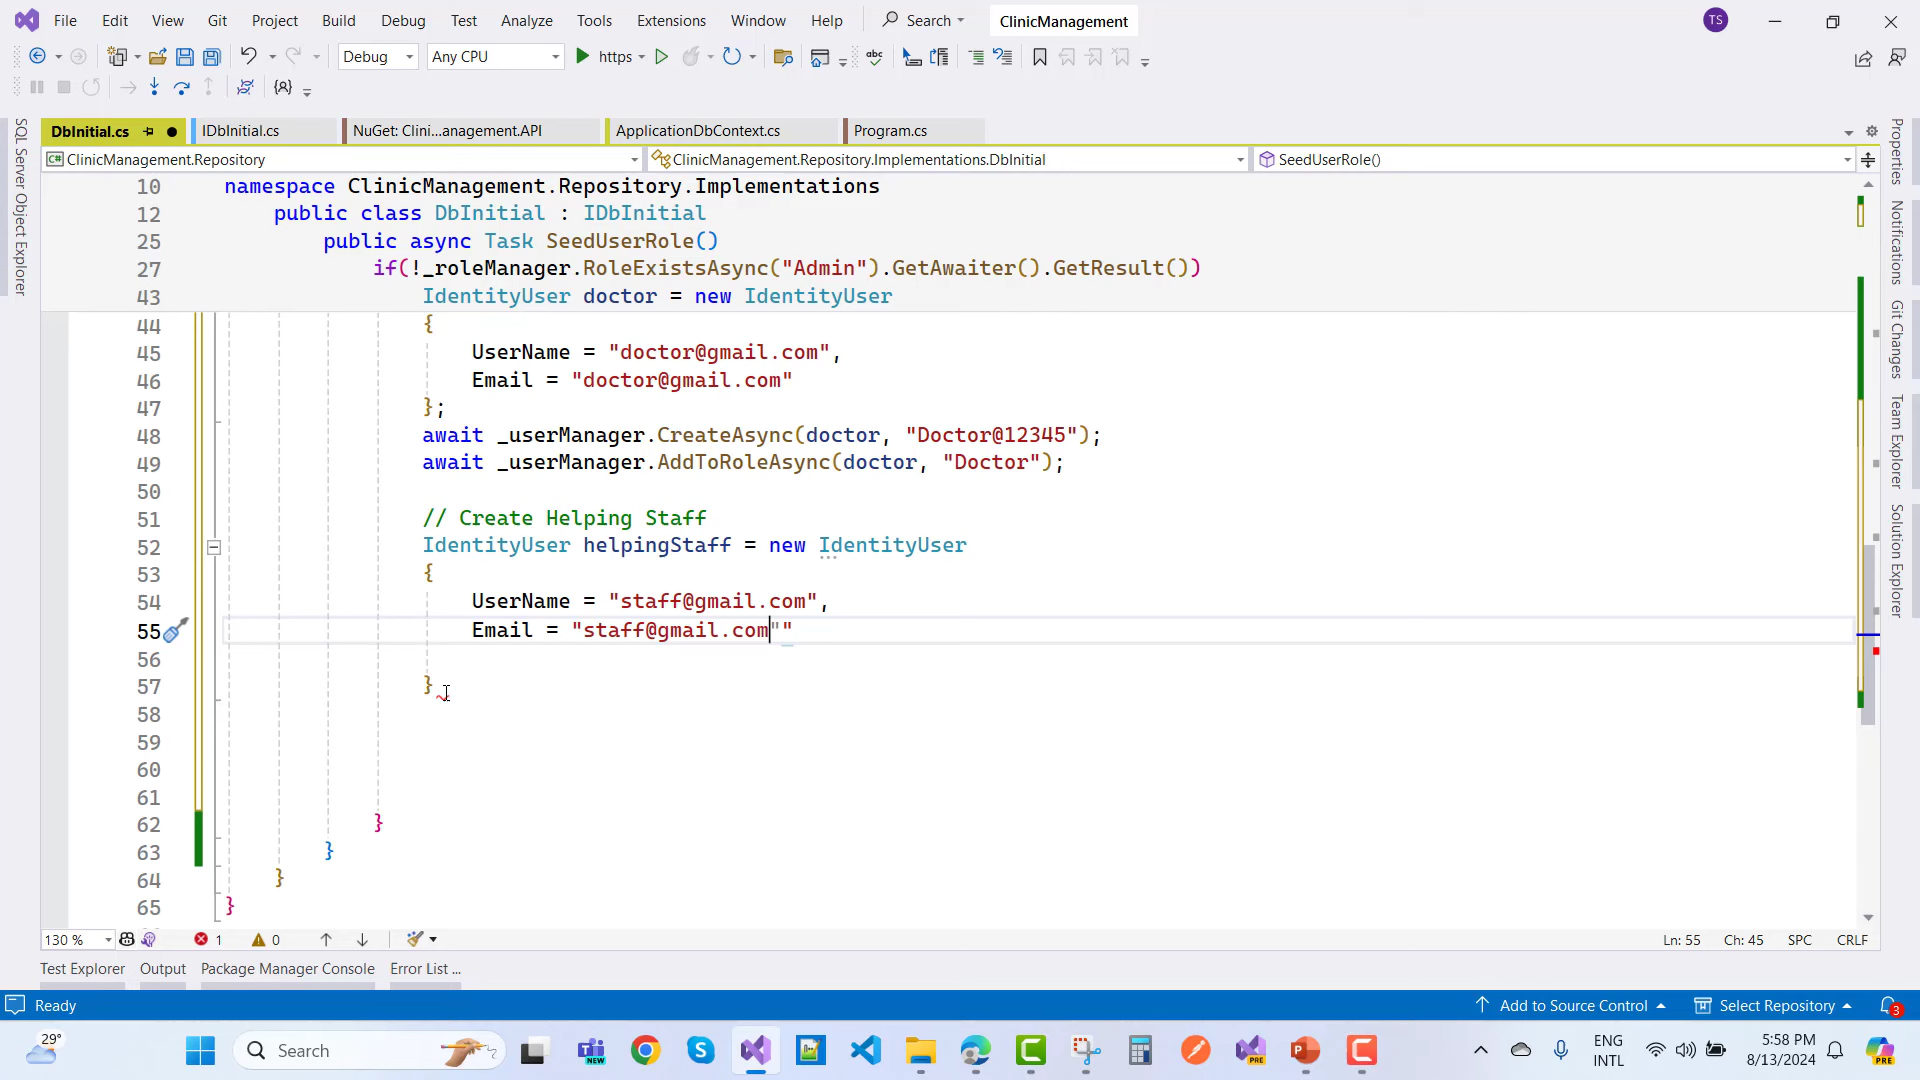 File Edit View Git Project Build Debug Test Analyze Tools Extensions Window Help Search ClinicManagement TS
Debug Any CPU https
DbInitial.cs IDbInitial.cs NuGet: Clini...anagement.API ApplicationDbContext.cs Program.cs
ClinicManagement.Repository ClinicManagement.Repository.Implementations.DbInitial SeedUserRole()
10 namespace ClinicManagement.Repository.Implementations
12 public class DbInitial : IDbInitial
25 public async Task SeedUserRole()
27 if(!_roleManager.RoleExistsAsync("Admin").GetAwaiter().GetResult())
43 IdentityUser doctor = new IdentityUser
44 {
45 UserName = "doctor@gmail.com",
46 Email = "doctor@gmail.com"
47 };
48 await _userManager.CreateAsync(doctor, "Doctor@12345");
49 await _userManager.AddToRoleAsync(doctor, "Doctor");
50
51 // Create Helping Staff
52 IdentityUser helpingStaff = new IdentityUser
53 {
54 UserName = "staff@gmail.com",
55 Email = "staff@gmail.com""
56
57 }
58
59
60
61
62 }
63 }
64 }
65 }
SQL Server Object Explorer
Properties
Notifications
Git Changes
Team Explorer
Solution Explorer
130 % 1 0 Ln: 55 Ch: 45 SPC CRLF
Test Explorer Output Package Manager Console Error List ...
Ready Add to Source Control Select Repository 3
29° Search ENG INTL 5:58 PM 8/13/2024